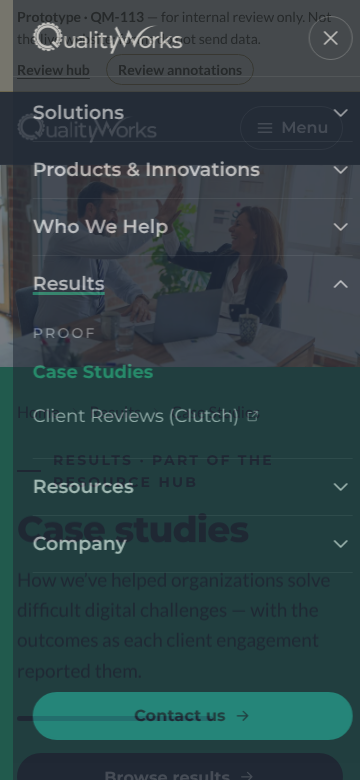 Prototype · QM-113 — for internal review only. Not
QualityWorks
Review hub
Review annotations
Solutions
QualityWorks
Menu
Products & Innovations
Who We Help
Results
PROOF
Case Studies
Client Reviews (Clutch)
RESULTS · PART OF THE
RESOURCE HUB
Resources
Case studies
Company
How we've helped organizations solve
difficult digital challenges — with the
outcomes as each client engagement
reported them.
Contact us
Browse results